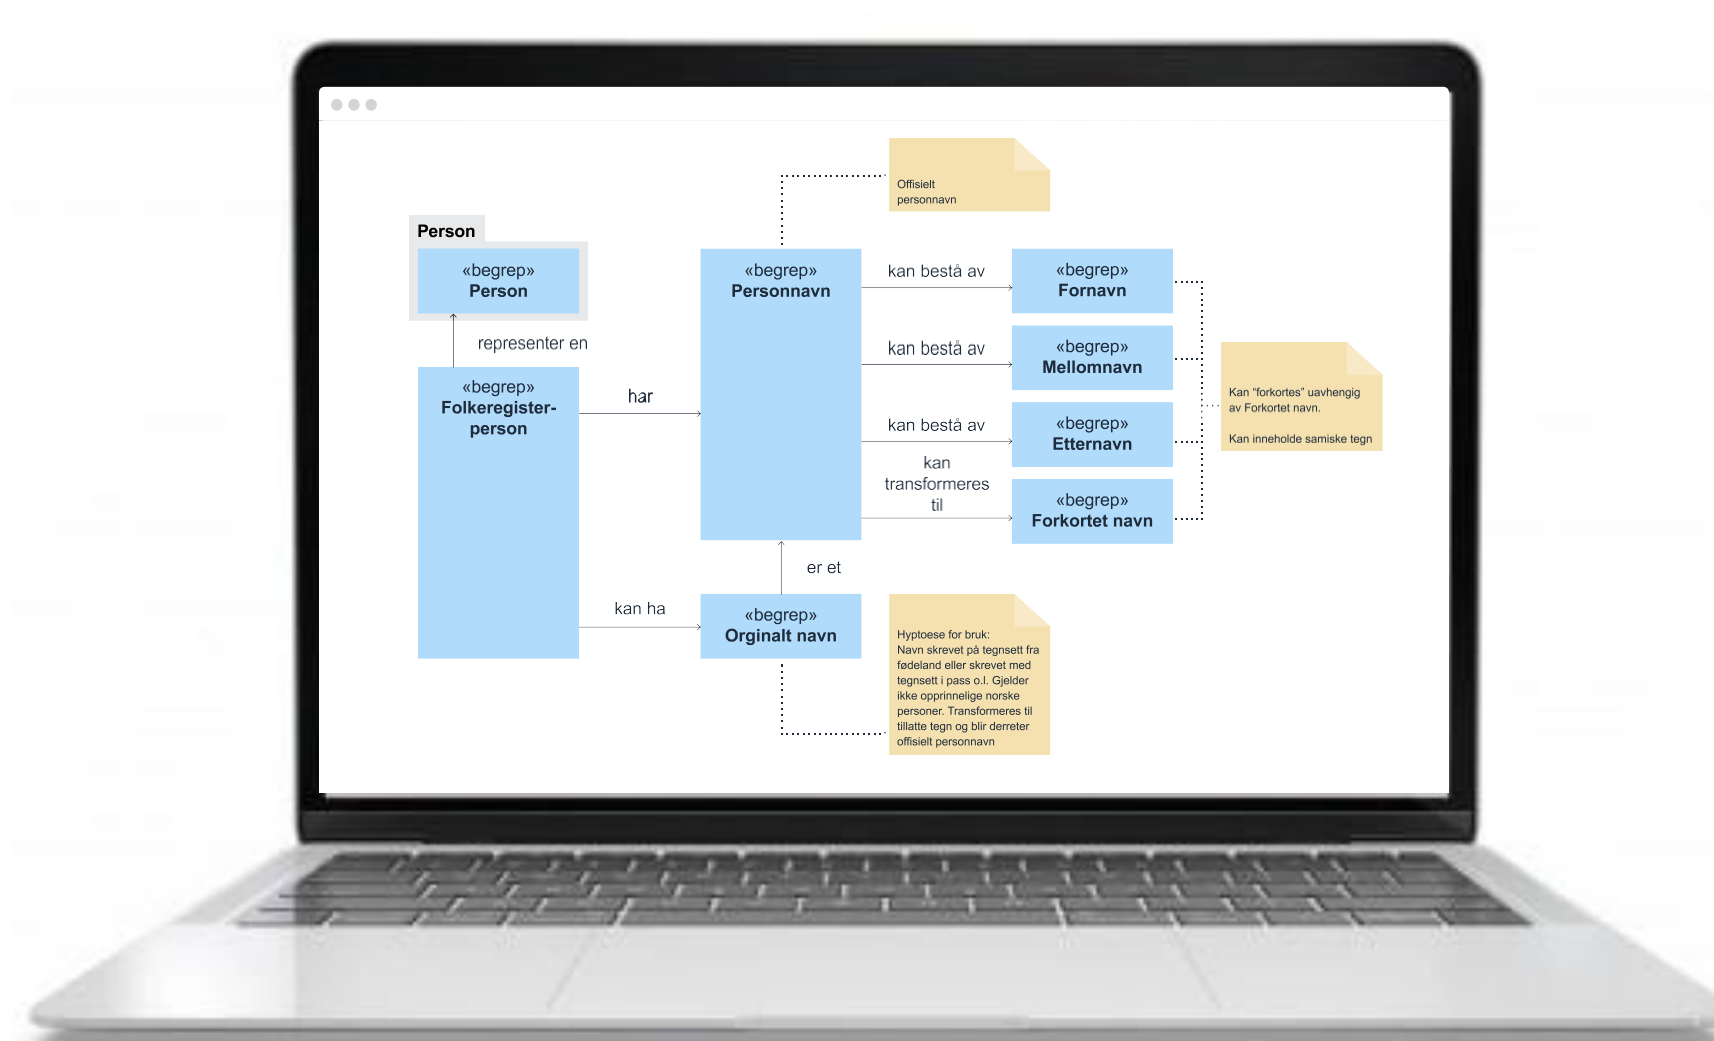 Offisielt
personnavn
Person
«begrep»
Person
representer en
«begrep»
Folkeregister-
person
har
kan ha
«begrep»
Personnavn
er et
«begrep»
Orginalt navn
kan bestå av
kan bestå av
kan bestå av
kan
transformeres
til
«begrep»
Fornavn
«begrep»
Mellomnavn
«begrep»
Etternavn
«begrep»
Forkortet navn
Kan “forkortes” uavhengig
av Forkortet navn.
Kan inneholde samiske tegn
Hyptoese for bruk:
Navn skrevet på tegnsett fra
fødeland eller skrevet med
tegnsett i pass o.l. Gjelder
ikke opprinnelige norske
personer. Transformeres til
tillatte tegn og blir derreter
offisielt personnavn